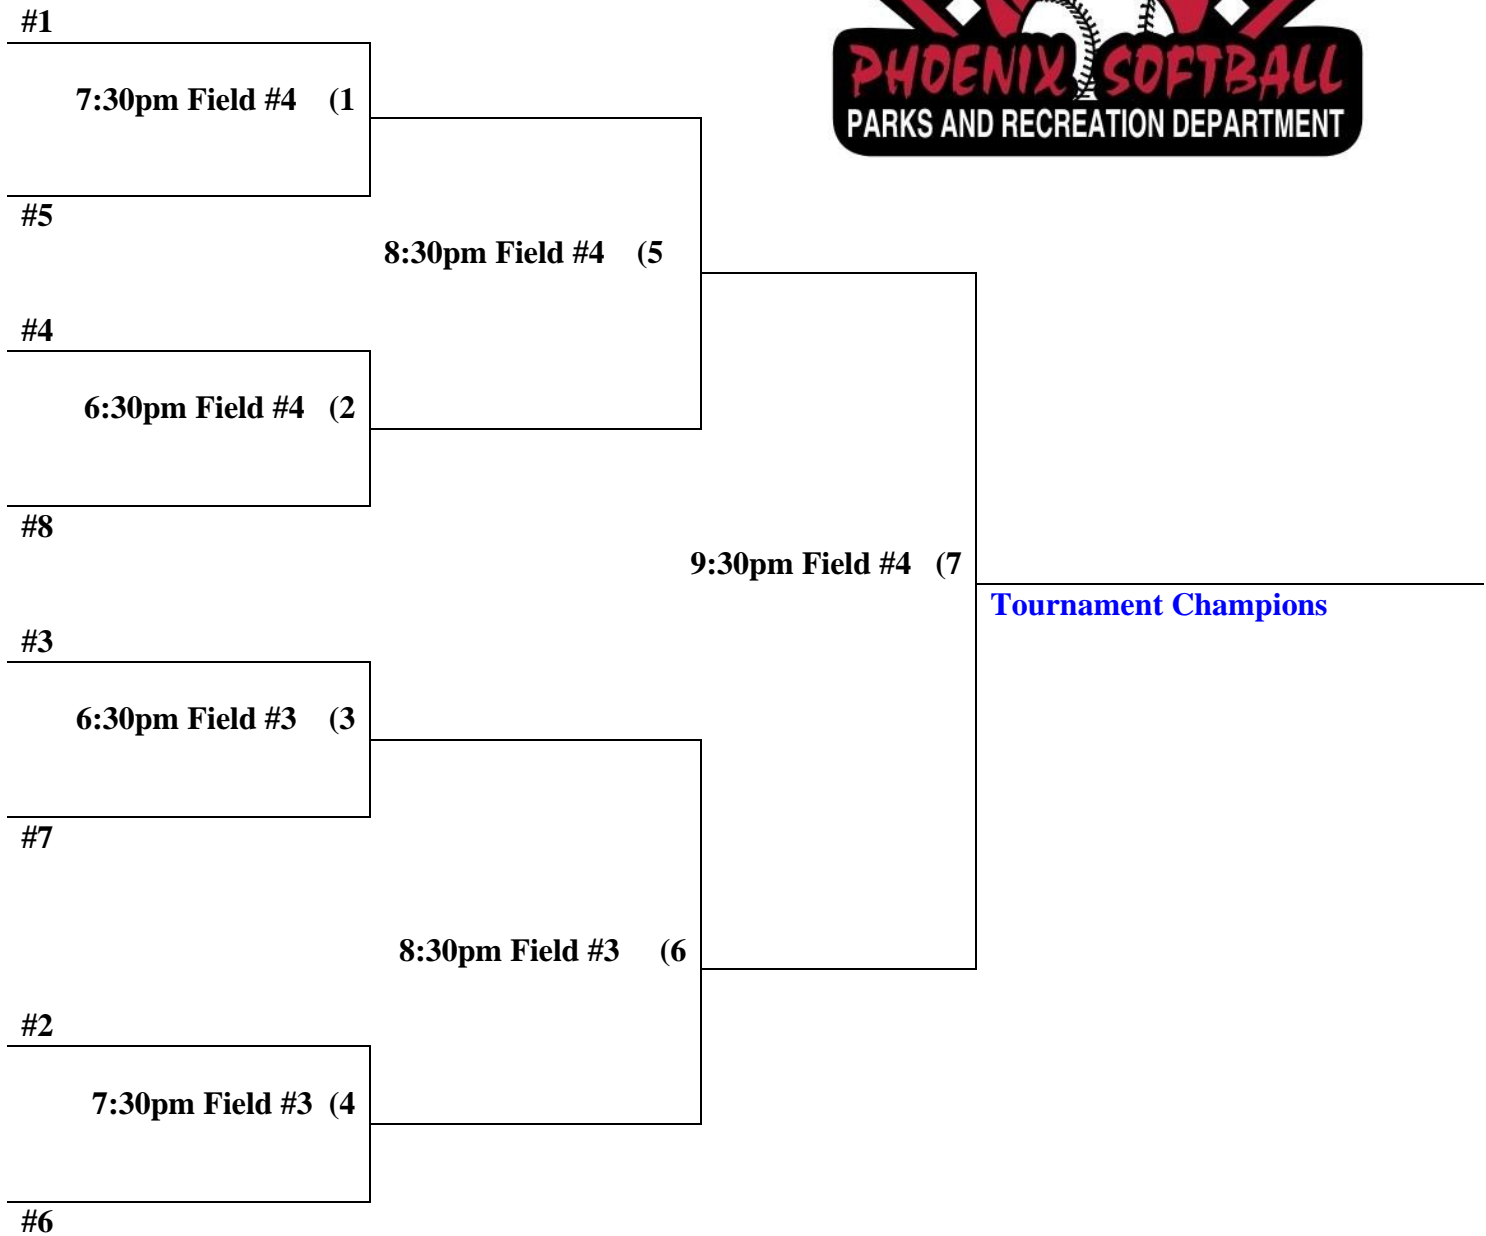 #1
PHOENIX SOFTBALL
7:30pm Field #4 (1
PARKS AND RECREATION DEPARTMENT
#5
8:30pm Field #4 (5
#4
6:30pm Field #4 (2
#8
9:30pm Field #4 (7
Tournament Champions
#3
6:30pm Field #3 (3
#7
8:30pm Field #3 (6
#2
7:30pm Field #3 (4
#6